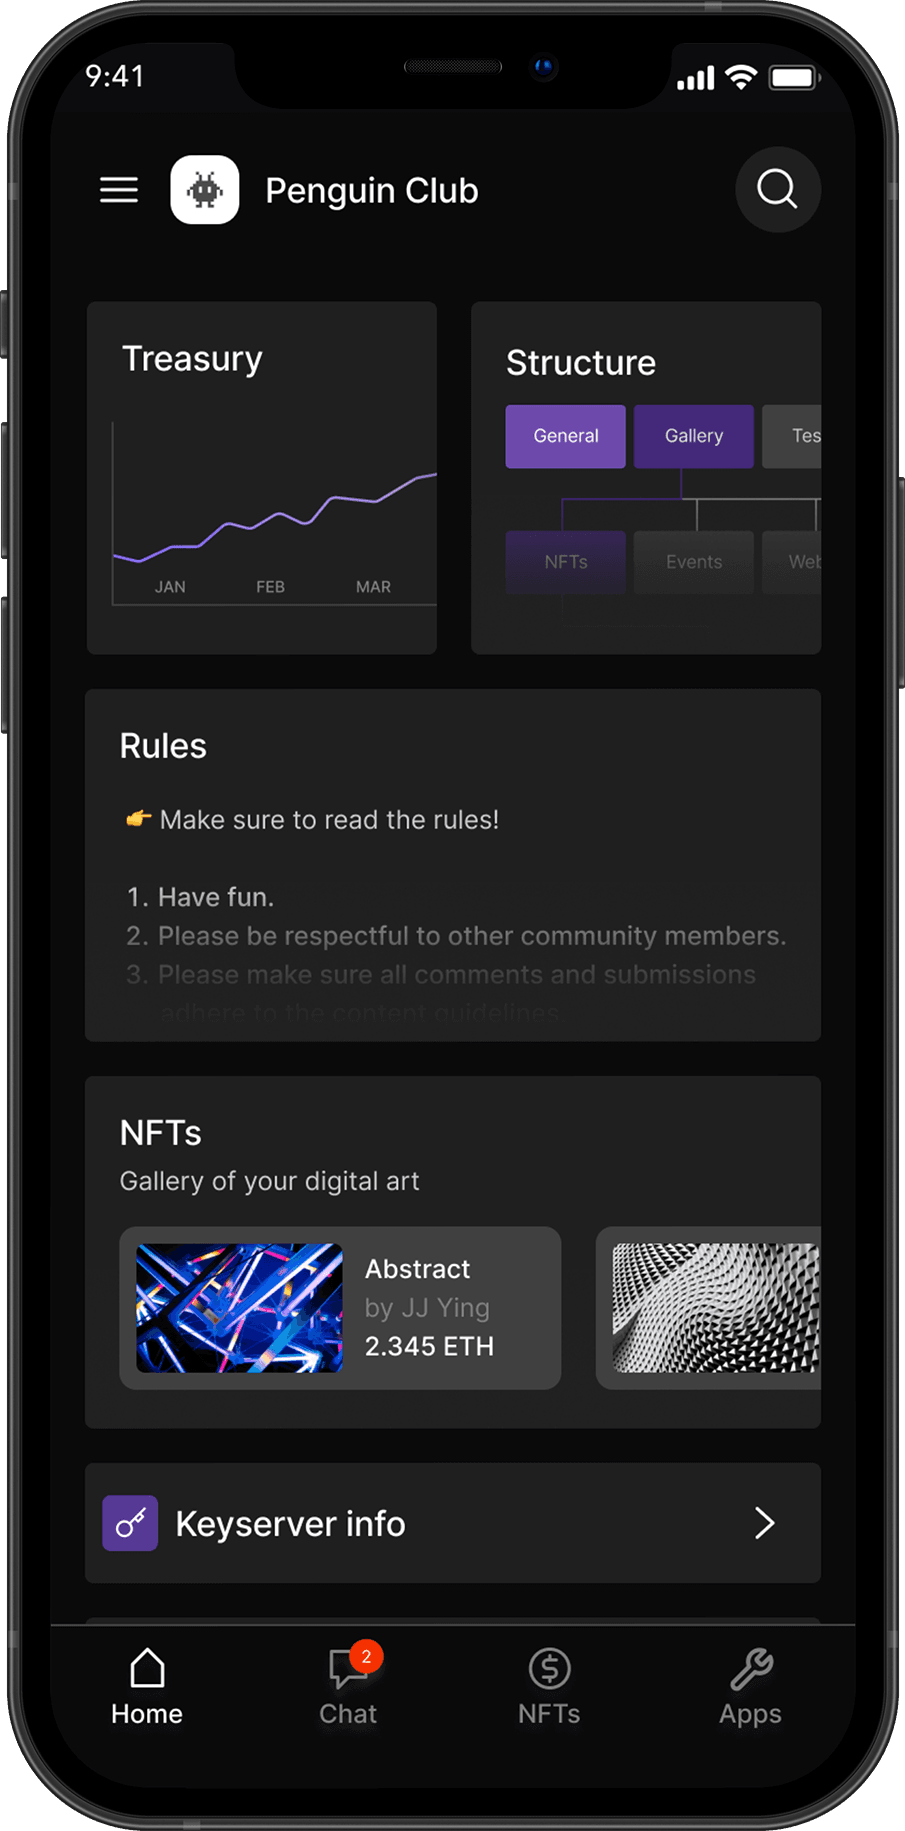 9:41
Penguin Club
Treasury
JAN FEB MAR
Structure
General Gallery Tes
NFTs Events Web
Rules
👉 Make sure to read the rules!
1. Have fun.
2. Please be respectful to other community members.
3. Please make sure all comments and submissions
adhere to the content guidelines.
NFTs
Gallery of your digital art
Abstract
by JJ Ying
2.345 ETH
Keyserver info
2
Home Chat NFTs Apps